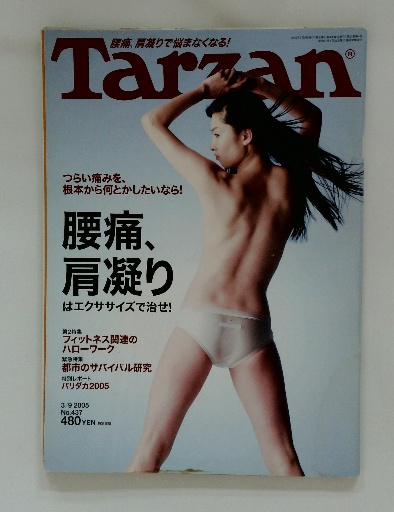 腰痛、肩凝りで悩まなくなる!
Tarzan®
つらい痛みを、
根本から何とかしたいなら!
腰痛、
肩凝り
はエクササイズで治せ!
第2特集
フィットネス関連の
ハローワーク
緊急特集
都市のサバイバル研究
特別レポート
パリダカ2005
3/9 2005
No.437
480YEN